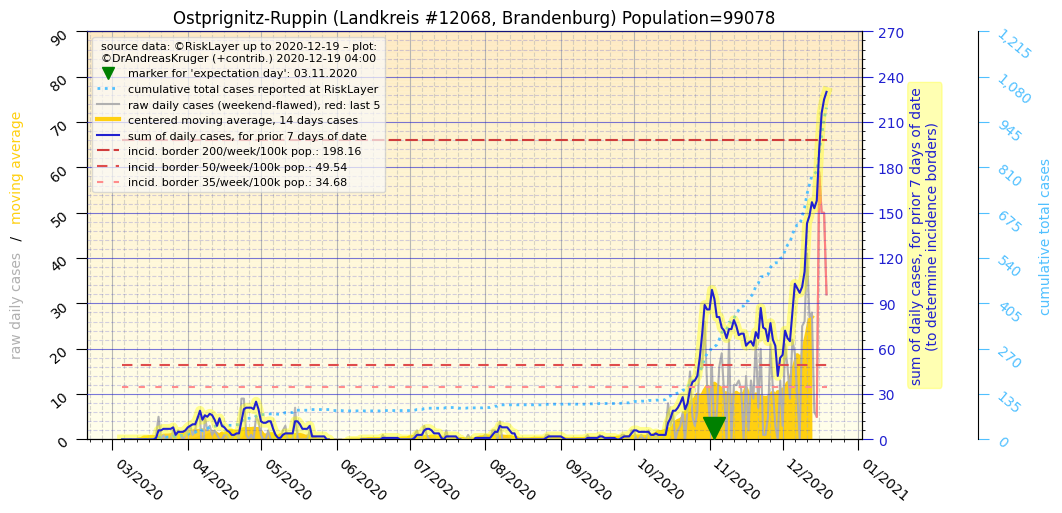 Ostprignitz-Ruppin (Landkreis #12068, Brandenburg) Population=99078
source data: ©RiskLayer up to 2020-12-19 – plot:
©DrAndreasKruger (+contrib.) 2020-12-19 04:00
marker for 'expectation day': 03.11.2020
cumulative total cases reported at RiskLayer
raw daily cases (weekend-flawed), red: last 5
centered moving average, 14 days cases
sum of daily cases, for prior 7 days of date
incid. border 200/week/100k pop.: 198.16
incid. border 50/week/100k pop.: 49.54
incid. border 35/week/100k pop.: 34.68
raw daily cases / moving average
90
80
70
60
50
40
30
20
10
0
03/2020
04/2020
05/2020
06/2020
07/2020
08/2020
09/2020
10/2020
11/2020
12/2020
01/2021
270
240
210
180
150
120
90
60
30
0
sum of daily cases, for prior 7 days of date
(to determine incidence borders)
1,215
1,080
945
810
675
540
405
270
135
0
cumulative total cases